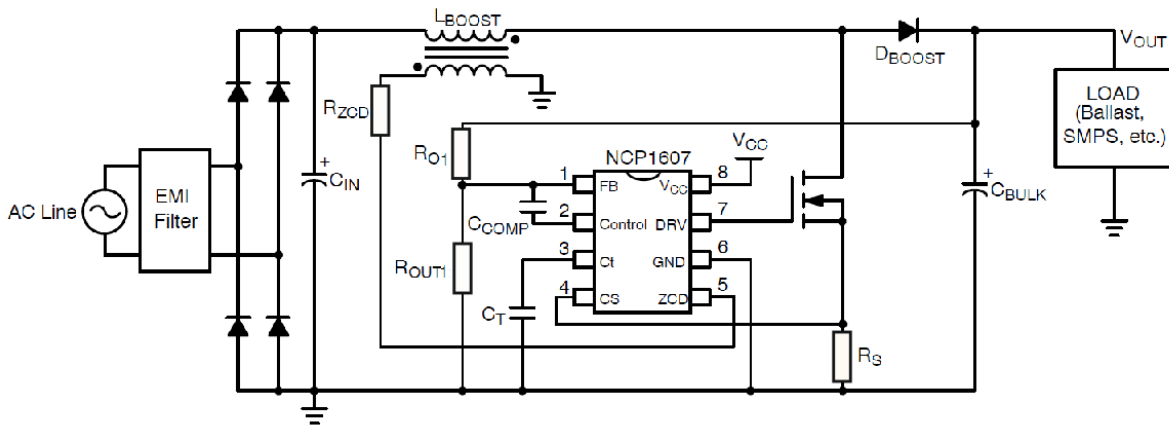 LBOOST
DBOOST
VOUT
LOAD
(Ballast,
SMPS, etc.)
RZCD
RO1
VCC
NCP1607
AC Line
EMI
Filter
+
CIN
1
FB
VCC
8
+
CBULK
CCOMP
2
Control
DRV
7
ROUT1
3
Ct
GND
6
CT
4
CS
ZCD
5
RS